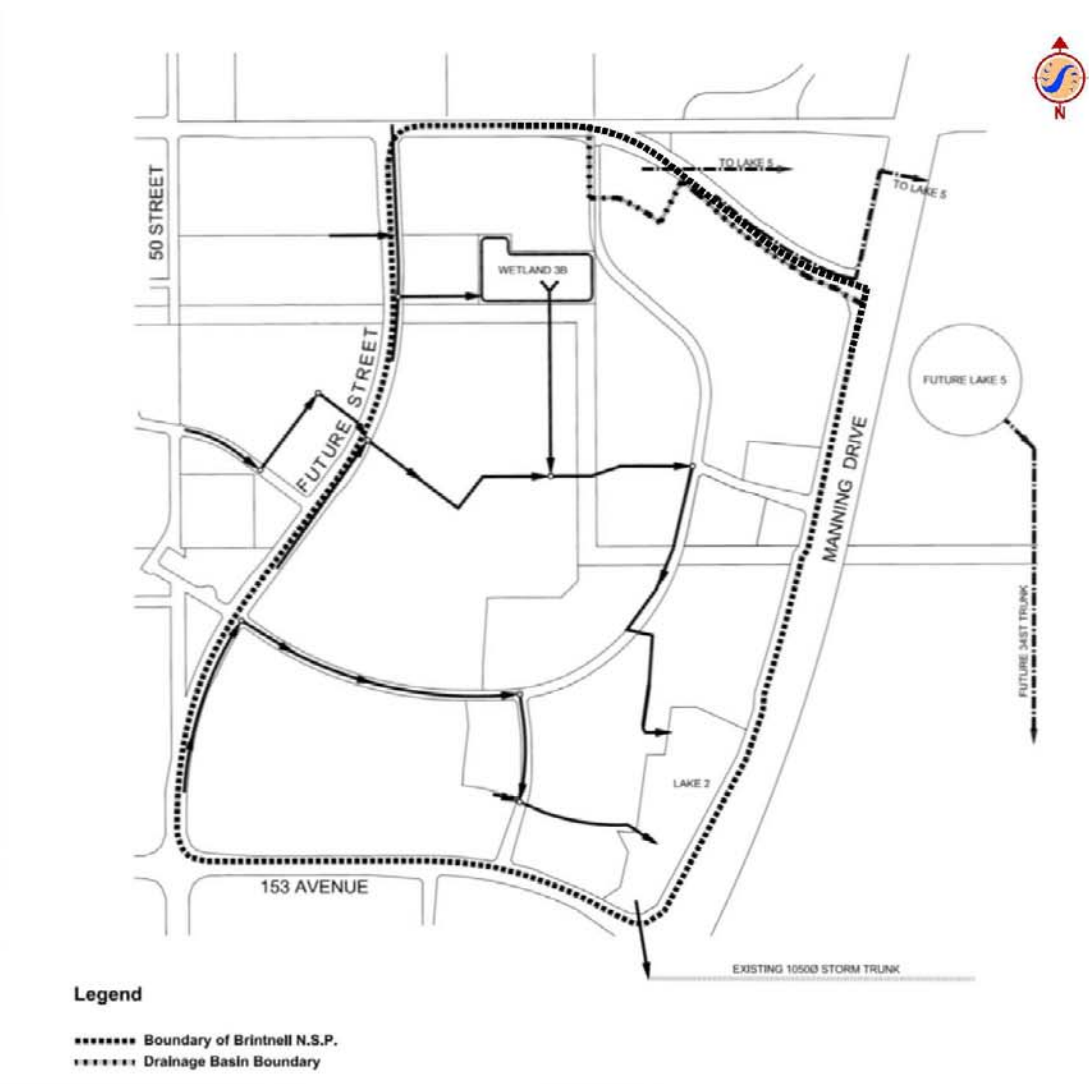 N
TO LAKE 5
TO LAKE 5
50 STREET
WETLAND 3B
FUTURE STREET
FUTURE LAKE 5
MANNING DRIVE
FUTURE 34ST TRUNK
LAKE 2
153 AVENUE
EXISTING 1050Ø STORM TRUNK
Legend
Boundary of Brintnell N.S.P.
Drainage Basin Boundary